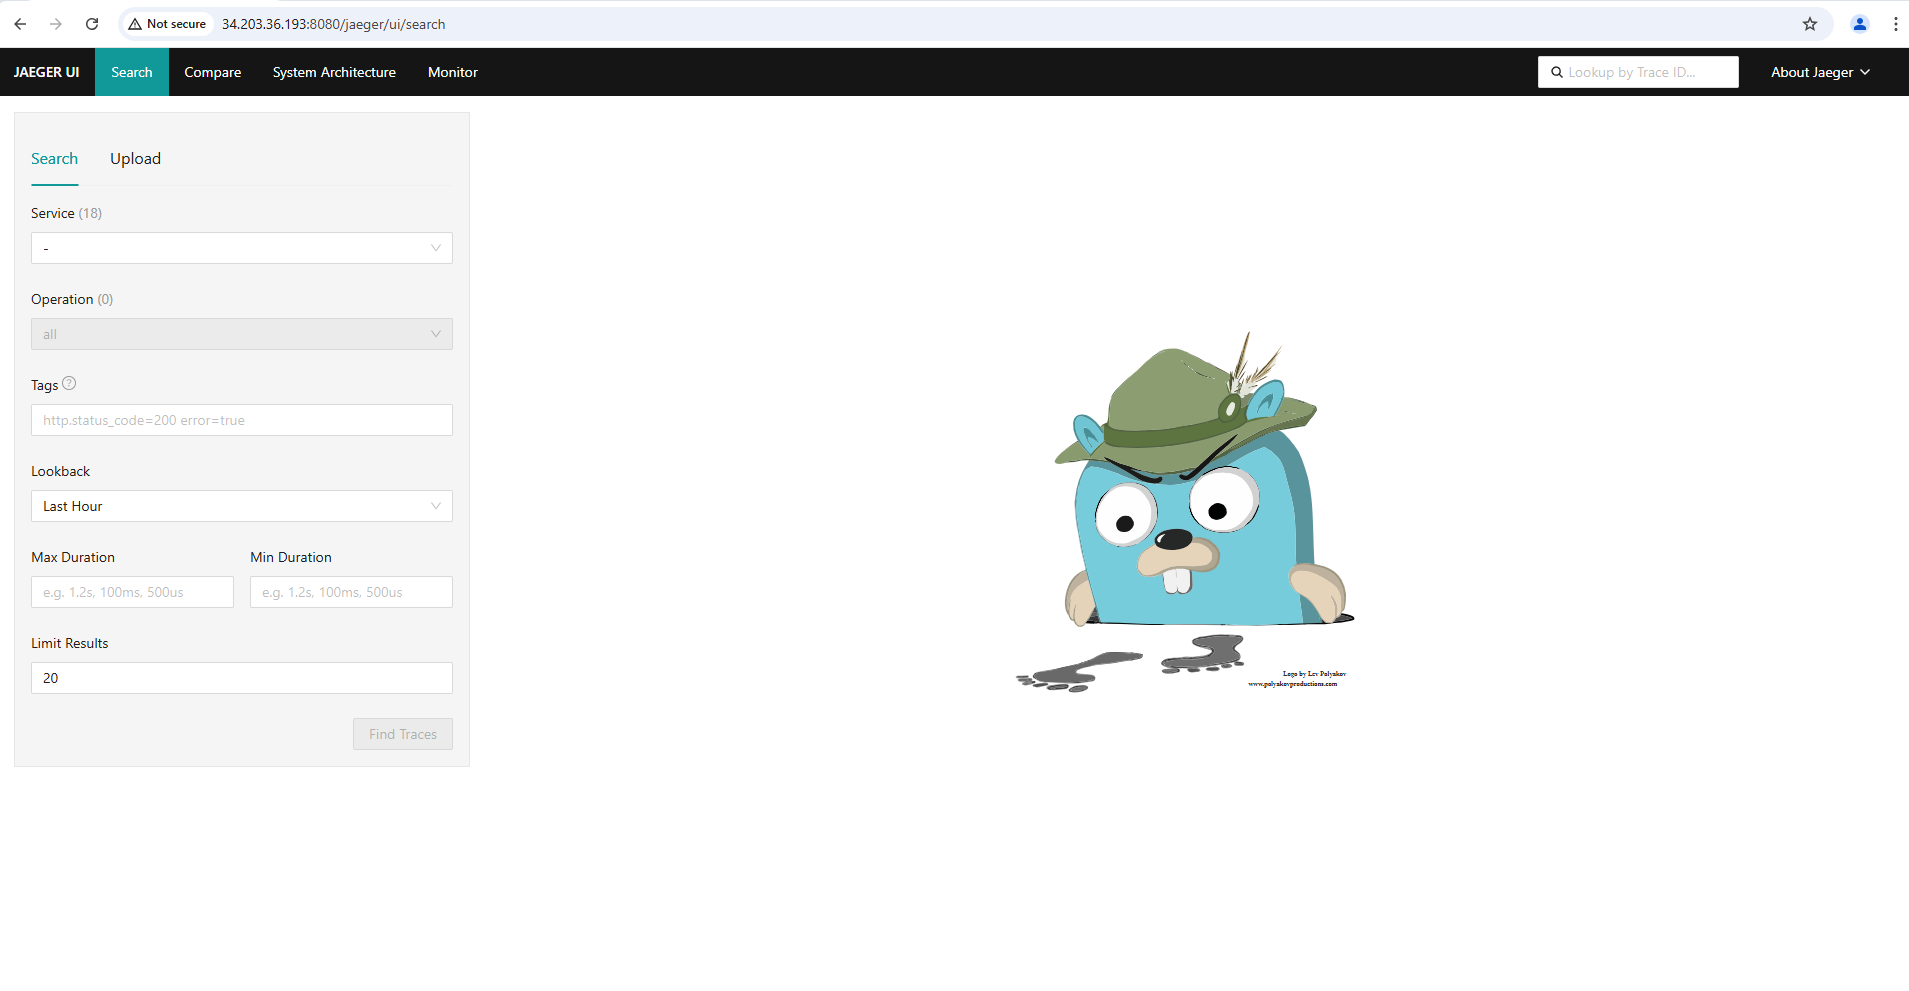 Not secure 34.203.36.193:8080/jaeger/ui/search
JAEGER UI Search Compare System Architecture Monitor Lookup by Trace ID... About Jaeger
Search Upload
Service (18)
-
Operation (0)
all
Tags ?
http.status_code=200 error=true
Lookback
Last Hour
Max Duration Min Duration
e.g. 1.2s, 100ms, 500us e.g. 1.2s, 100ms, 500us
Limit Results
20
Find Traces
Logo by Lev Polyakov
www.polyakovproductions.com